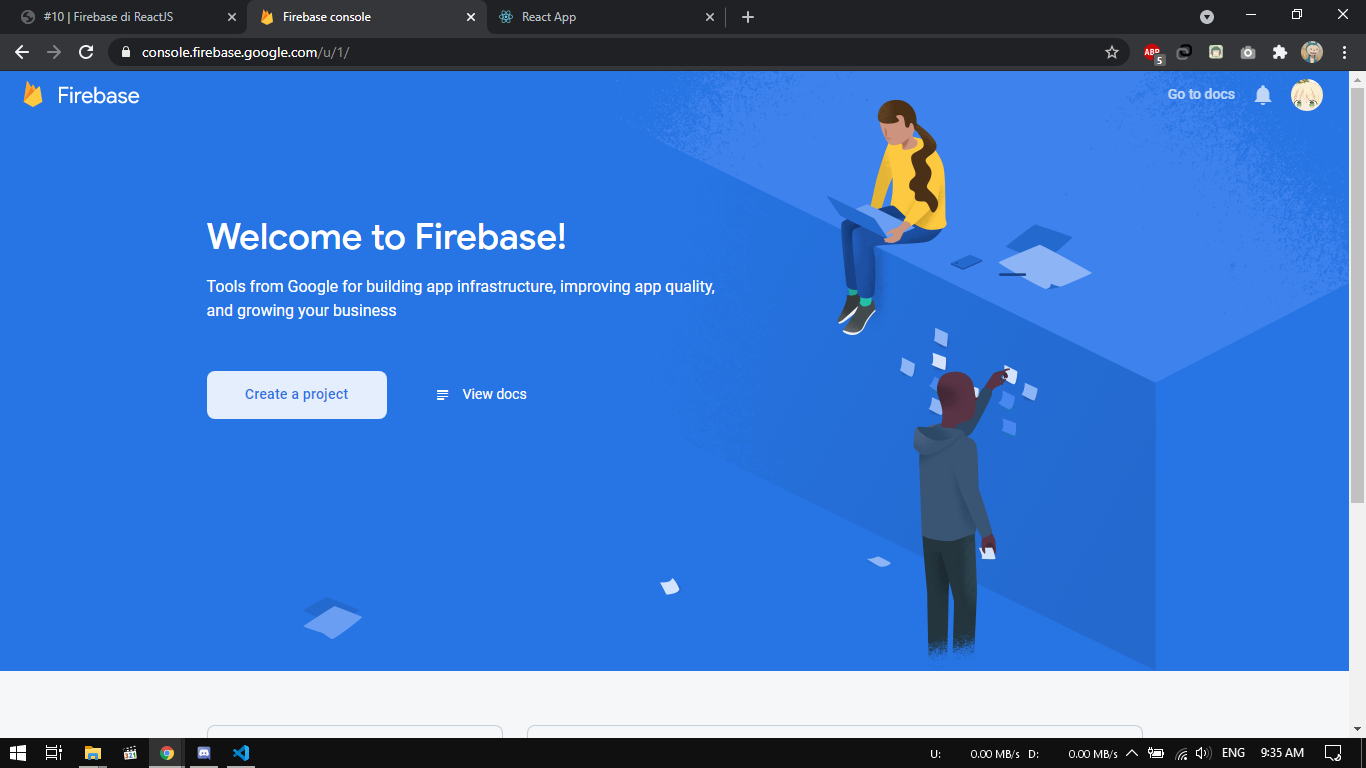 #10 | Firebase di ReactJS
Firebase console
React App
console.firebase.google.com/u/1/
ABP
5
Firebase
Go to docs
Welcome to Firebase!
Tools from Google for building app infrastructure, improving app quality,
and growing your business
Create a project
View docs
U: 0.00 MB/s D: 0.00 MB/s
ENG
9:35 AM